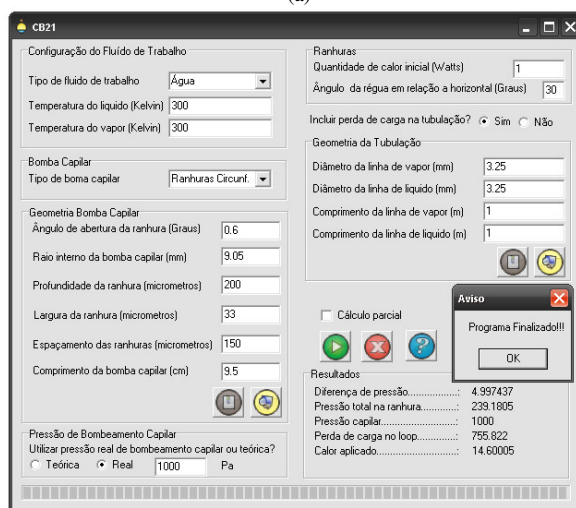 (a)
CB21
Configuração do Fluído de Trabalho
Tipo de fluido de trabalho Água
Temperatura do liquido (Kelvin) 300
Temperatura do vapor (Kelvin) 300
Bomba Capilar
Tipo de boma capilar Ranhuras Circunf.
Geometria Bomba Capilar
Ângulo de abertura da ranhura (Graus) 0.6
Raio interno da bomba capilar (mm) 9.05
Profundidade da ranhura (micrometros) 200
Largura da ranhura (micrometros) 33
Espaçamento das ranhuras (micrometros) 150
Comprimento da bomba capilar (cm) 9.5
Pressão de Bombeamento Capilar
Utilizar pressão real de bombeamento capilar ou teórica?
Teórica Real 1000 Pa
Ranhuras
Quantidade de calor inicial (Watts) 1
Ângulo da régua em relação a horizontal (Graus) 30
Incluir perda de carga na tubulação? Sim Não
Geometria da Tubulação
Diâmetro da linha de vapor (mm) 3.25
Diâmetro da linha de liquido (mm) 3.25
Comprimento da linha de vapor (m) 1
Comprimento da linha de liquido (m) 1
Cálculo parcial
Aviso
Programa Finalizado!!!
OK
Resultados
Diferença de pressão..................: 4.997437
Pressão total na ranhura............: 239.1805
Pressão capilar.........................: 1000
Perda de carga no loop.............: 755.822
Calor aplicado..........................: 14.60005